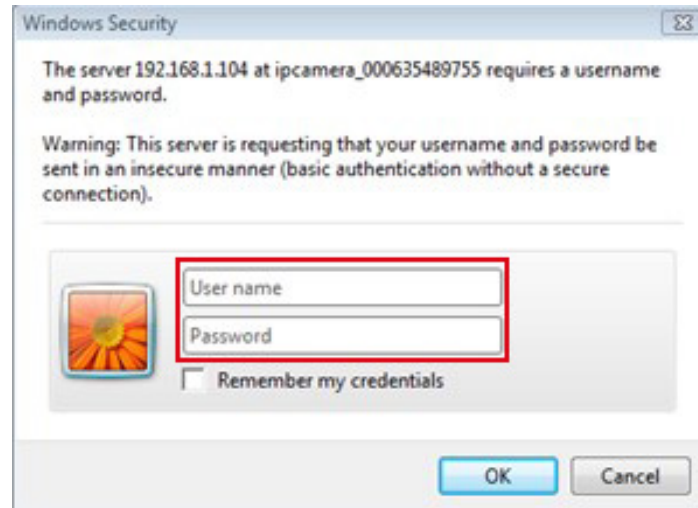 Windows Security
The server 192.168.1.104 at ipcamera_000635489755 requires a username
and password.
Warning: This server is requesting that your username and password be
sent in an insecure manner (basic authentication without a secure
connection).
User name
Password
Remember my credentials
OK Cancel